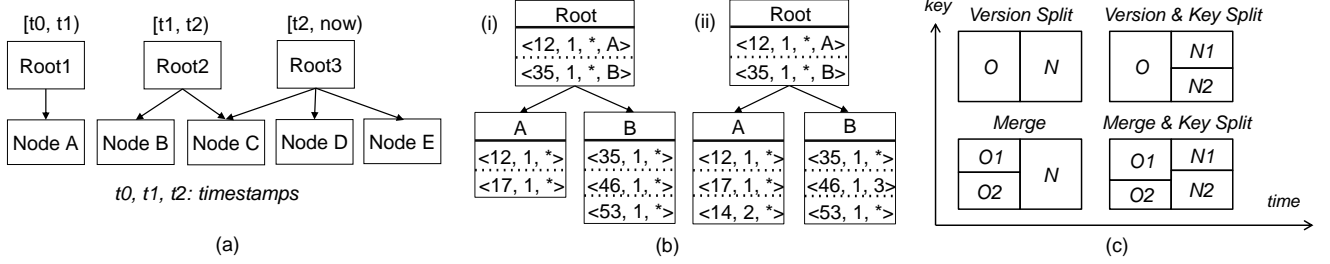 [t0, t1)
[t1, t2)
[t2, now)
Root1
Root2
Root3
Node A
Node B
Node C
Node D
Node E
t0, t1, t2: timestamps
(a)
(i)
Root
<12, 1, *, A>
<35, 1, *, B>
A
<12, 1, *>
<17, 1, *>
B
<35, 1, *>
<46, 1, *>
<53, 1, *>
(ii)
Root
<12, 1, *, A>
<35, 1, *, B>
A
<12, 1, *>
<17, 1, *>
<14, 2, *>
B
<35, 1, *>
<46, 1, 3>
<53, 1, *>
(b)
key
Version Split
O
N
Version & Key Split
O
N1
N2
Merge
O1
O2
N
Merge & Key Split
O1
O2
N1
N2
time
(c)